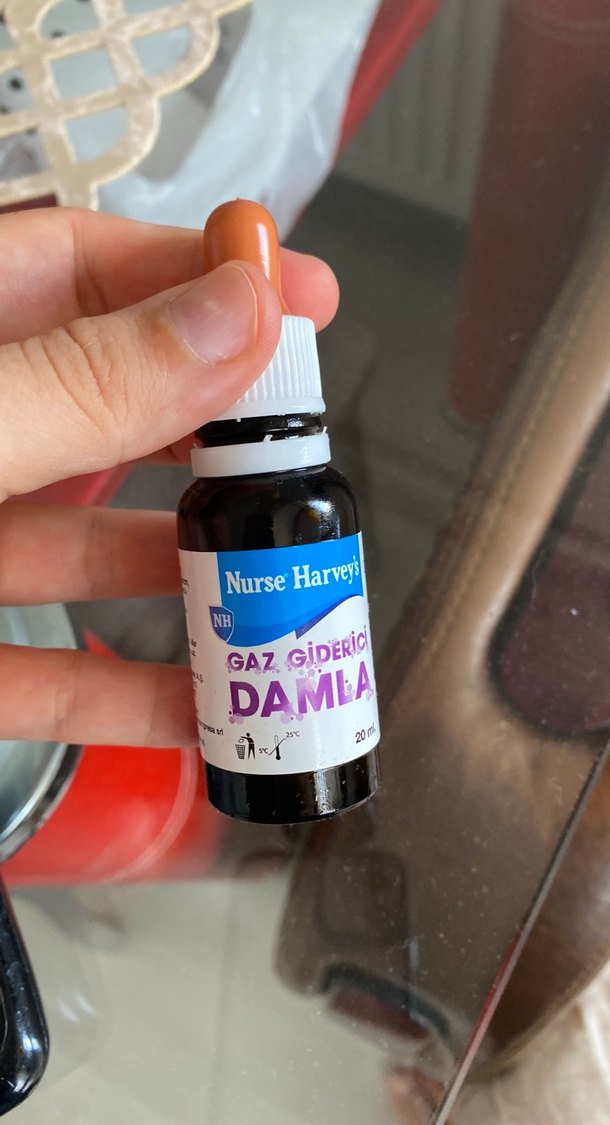 Nurse® Harvey's
NH
GAZ GİDERİCİ
DAMLA
5°C 25°C
20 ml